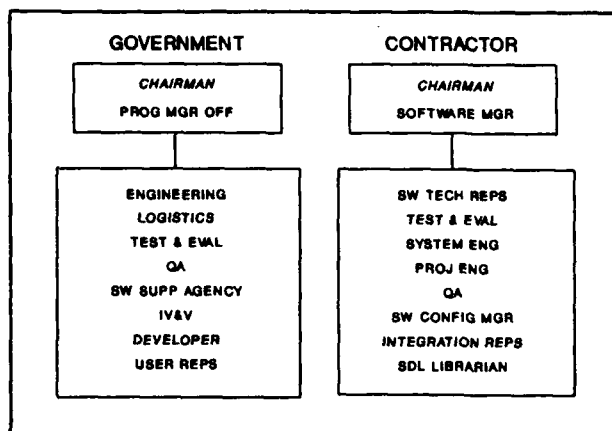 GOVERNMENT
CHAIRMAN
PROG MGR OFF
ENGINEERING
LOGISTICS
TEST & EVAL
QA
SW SUPP AGENCY
IV&V
DEVELOPER
USER REPS
CONTRACTOR
CHAIRMAN
SOFTWARE MGR
SW TECH REPS
TEST & EVAL
SYSTEM ENG
PROJ ENG
QA
SW CONFIG MGR
INTEGRATION REPS
SDL LIBRARIAN